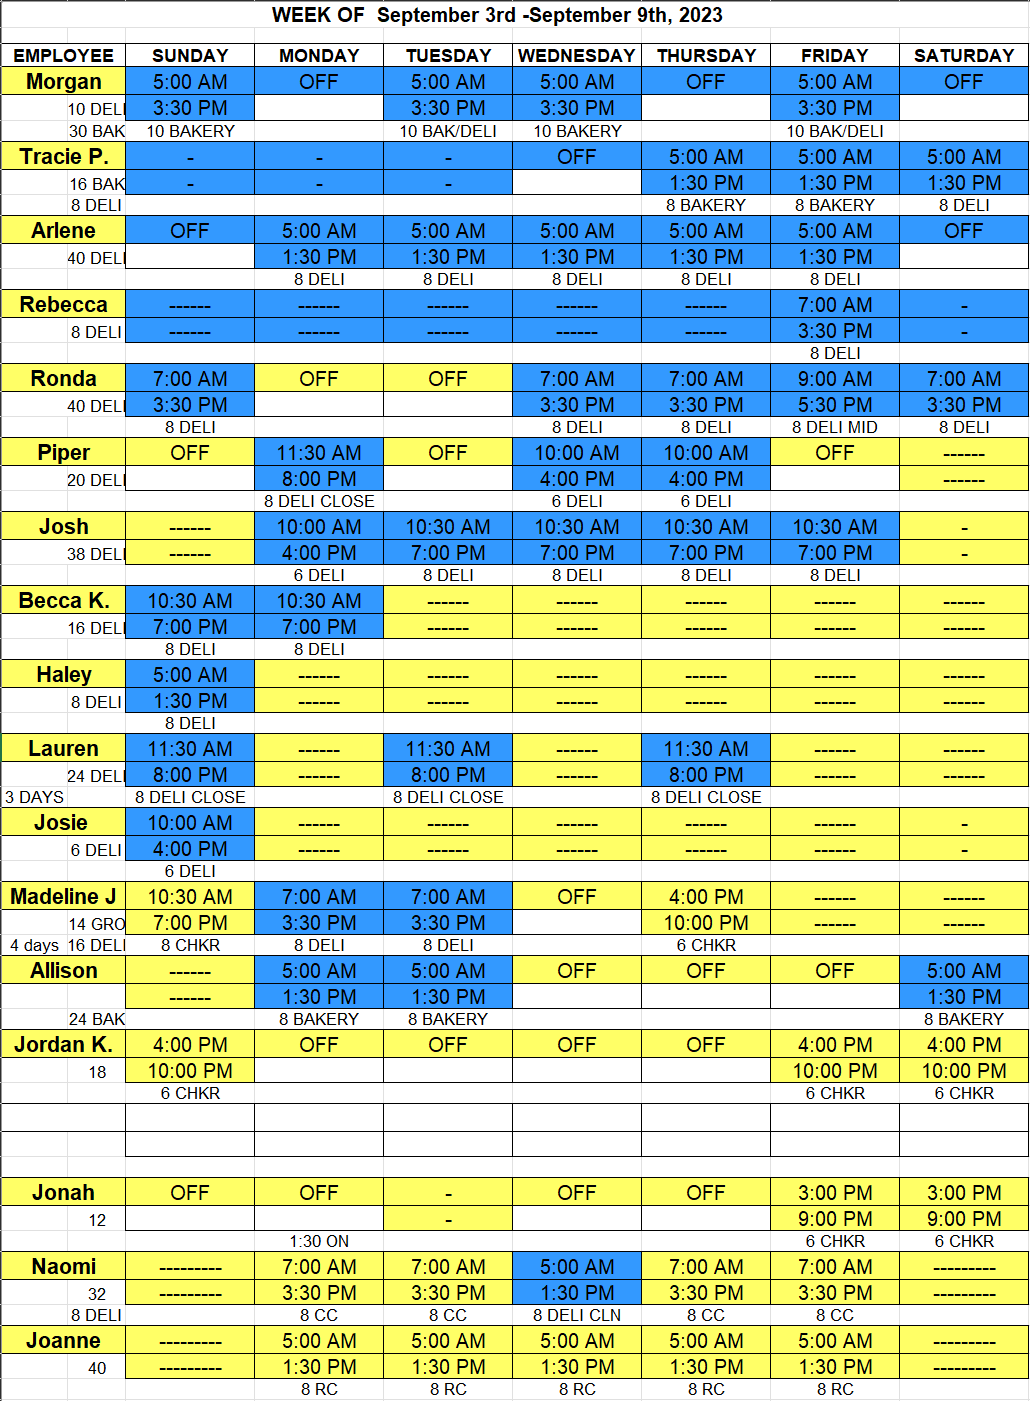 WEEK OF September 3rd -September 9th, 2023
EMPLOYEE SUNDAY MONDAY TUESDAY WEDNESDAY THURSDAY FRIDAY SATURDAY
Morgan 5:00 AM OFF 5:00 AM 5:00 AM OFF 5:00 AM OFF
10 DELI 3:30 PM 3:30 PM 3:30 PM 3:30 PM
30 BAK 10 BAKERY 10 BAK/DELI 10 BAKERY 10 BAK/DELI
Tracie P. - - - OFF 5:00 AM 5:00 AM 5:00 AM
16 BAK - - - 1:30 PM 1:30 PM 1:30 PM
8 DELI 8 BAKERY 8 BAKERY 8 DELI
Arlene OFF 5:00 AM 5:00 AM 5:00 AM 5:00 AM 5:00 AM OFF
40 DELI 1:30 PM 1:30 PM 1:30 PM 1:30 PM 1:30 PM
8 DELI 8 DELI 8 DELI 8 DELI 8 DELI
Rebecca ------ ------ ------ ------ ------ 7:00 AM -
8 DELI ------ ------ ------ ------ ------ 3:30 PM -
8 DELI
Ronda 7:00 AM OFF OFF 7:00 AM 7:00 AM 9:00 AM 7:00 AM
40 DELI 3:30 PM 3:30 PM 3:30 PM 5:30 PM 3:30 PM
8 DELI 8 DELI 8 DELI 8 DELI MID 8 DELI
Piper OFF 11:30 AM OFF 10:00 AM 10:00 AM OFF ------
20 DELI 8:00 PM 4:00 PM 4:00 PM ------
8 DELI CLOSE 6 DELI 6 DELI
Josh ------ 10:00 AM 10:30 AM 10:30 AM 10:30 AM 10:30 AM -
38 DELI ------ 4:00 PM 7:00 PM 7:00 PM 7:00 PM 7:00 PM -
6 DELI 8 DELI 8 DELI 8 DELI 8 DELI
Becca K. 10:30 AM 10:30 AM ------ ------ ------ ------ ------
16 DELI 7:00 PM 7:00 PM ------ ------ ------ ------ ------
8 DELI 8 DELI
Haley 5:00 AM ------ ------ ------ ------ ------ ------
8 DELI 1:30 PM ------ ------ ------ ------ ------ ------
8 DELI
Lauren 11:30 AM ------ 11:30 AM ------ 11:30 AM ------ ------
24 DELI 8:00 PM ------ 8:00 PM ------ 8:00 PM ------ ------
3 DAYS 8 DELI CLOSE 8 DELI CLOSE 8 DELI CLOSE
Josie 10:00 AM ------ ------ ------ ------ ------ -
6 DELI 4:00 PM ------ ------ ------ ------ ------ -
6 DELI
Madeline J 10:30 AM 7:00 AM 7:00 AM OFF 4:00 PM ------ ------
14 GRO 7:00 PM 3:30 PM 3:30 PM 10:00 PM ------ ------
4 days 16 DELI 8 CHKR 8 DELI 8 DELI 6 CHKR
Allison ------ 5:00 AM 5:00 AM OFF OFF OFF 5:00 AM
------ 1:30 PM 1:30 PM 1:30 PM
24 BAK 8 BAKERY 8 BAKERY 8 BAKERY
Jordan K. 4:00 PM OFF OFF OFF OFF 4:00 PM 4:00 PM
18 10:00 PM 10:00 PM 10:00 PM
6 CHKR 6 CHKR 6 CHKR
Jonah OFF OFF - OFF OFF 3:00 PM 3:00 PM
12 - 9:00 PM 9:00 PM
1:30 ON 6 CHKR 6 CHKR
Naomi --------- 7:00 AM 7:00 AM 5:00 AM 7:00 AM 7:00 AM ---------
32 --------- 3:30 PM 3:30 PM 1:30 PM 3:30 PM 3:30 PM ---------
8 DELI 8 CC 8 CC 8 DELI CLN 8 CC 8 CC
Joanne --------- 5:00 AM 5:00 AM 5:00 AM 5:00 AM 5:00 AM ---------
40 --------- 1:30 PM 1:30 PM 1:30 PM 1:30 PM 1:30 PM ---------
8 RC 8 RC 8 RC 8 RC 8 RC